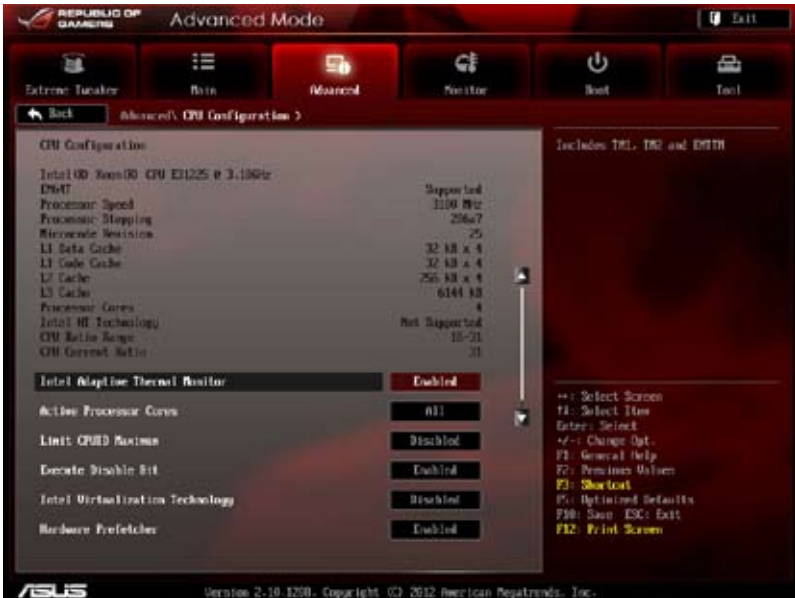 REPUBLIC OF
GAMERS
Advanced Mode
Exit
Extreme Tweaker
Main
Advanced
Monitor
Boot
Tool
Back
Advanced\ CPU Configuration >
CPU Configuration
Includes TM1, TM2 and EMTTM
Intel(R) Xeon(R) CPU E31225 @ 3.10GHz
EM64T Supported
Processor Speed 3100 MHz
Processor Stepping 206a7
Microcode Revision 25
L1 Data Cache 32 kB x 4
L1 Code Cache 32 kB x 4
L2 Cache 256 kB x 4
L3 Cache 6144 kB
Processor Cores 4
Intel HT Technology Not Supported
CPU Ratio Range 16-31
CPU Current Ratio 31
Intel Adaptive Thermal Monitor Enabled
Active Processor Cores All
Limit CPUID Maximum Disabled
Execute Disable Bit Enabled
Intel Virtualization Technology Disabled
Hardware Prefetcher Enabled
: Select Screen
: Select Item
Enter: Select
+/-: Change Opt.
F1: General Help
F2: Previous Values
F3: Shortcut
F5: Optimized Defaults
F10: Save ESC: Exit
F12: Print Screen
ASUS
Version 2.10.1208. Copyright (C) 2012 American Megatrends, Inc.